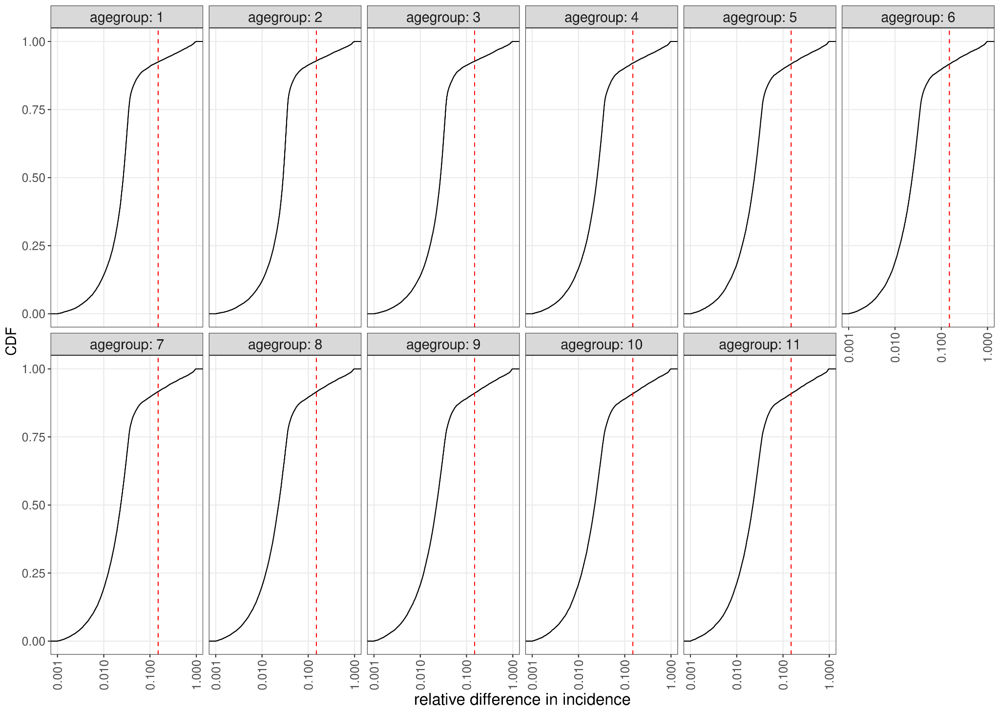 agegroup: 1
agegroup: 2
agegroup: 3
agegroup: 4
agegroup: 5
agegroup: 6
1.00
0.75
0.50
0.25
0.00
0.001
0.010
0.100
1.000
CDF
agegroup: 7
agegroup: 8
agegroup: 9
agegroup: 10
agegroup: 11
1.00
0.75
0.50
0.25
0.00
0.001
0.010
0.100
1.000
0.001
0.010
0.100
1.000
0.001
0.010
0.100
1.000
0.001
0.010
0.100
1.000
0.001
0.010
0.100
1.000
relative difference in incidence